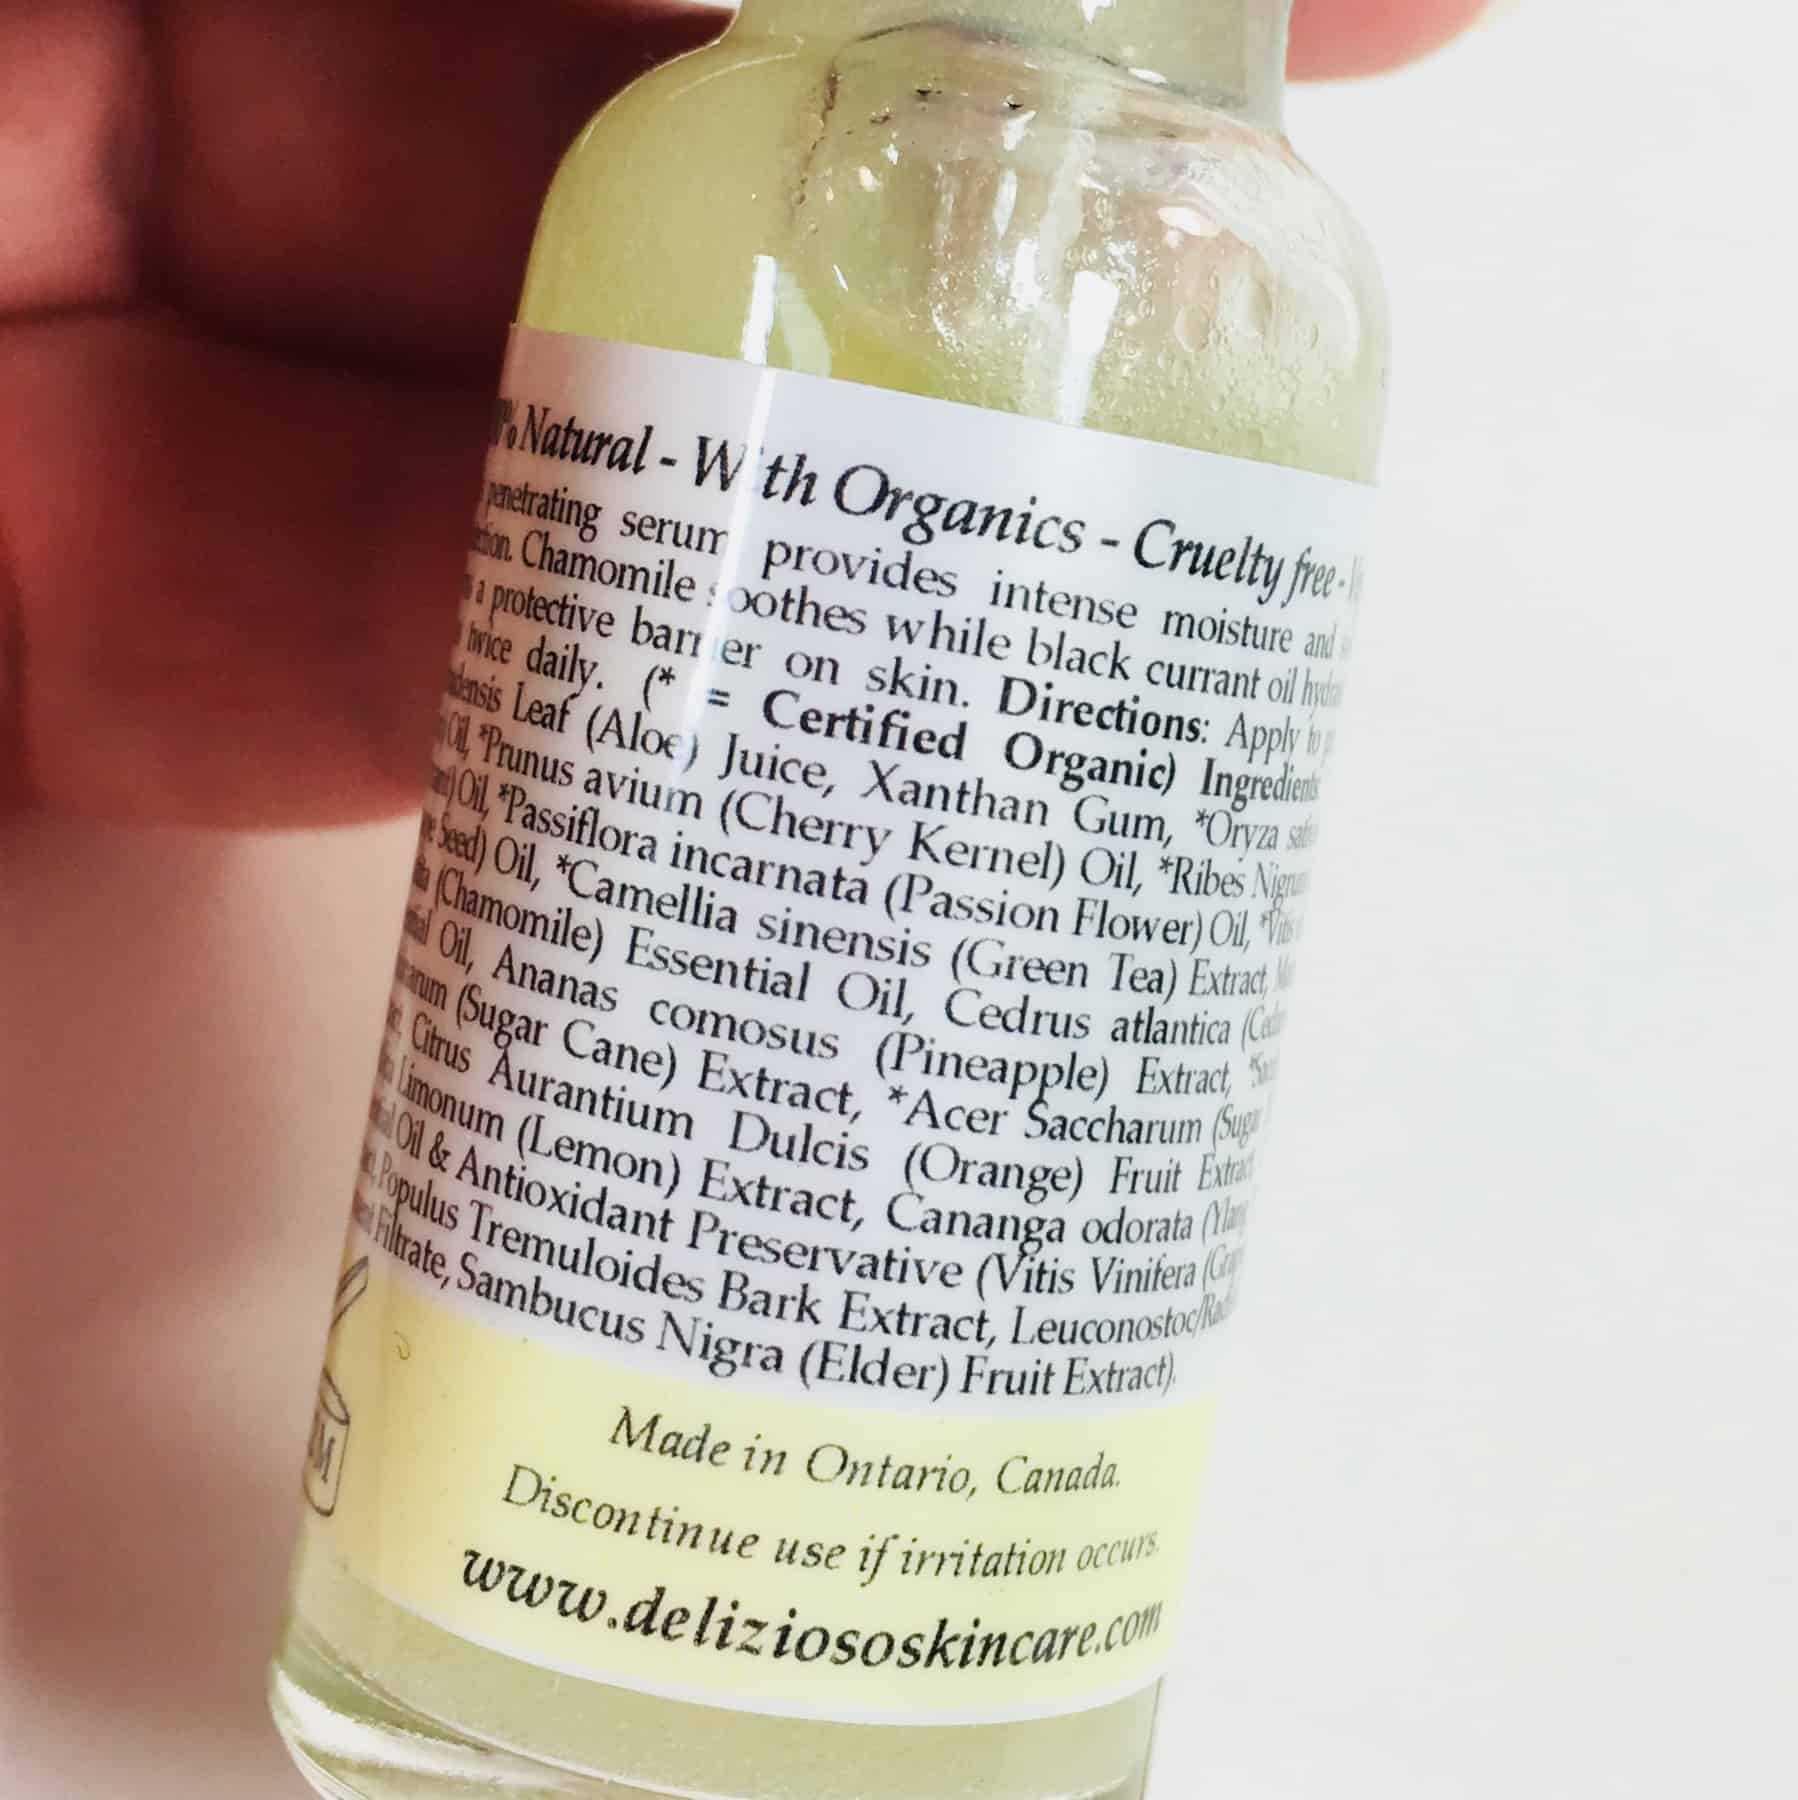 Natural - With Organics - Cruelty free -
penetrating serum provides intense moisture and
Chamomile soothes while black currant oil
a protective barrier on skin. Directions: Apply to
twice daily. (* = Certified Organic) Ingredients
Leaf (Aloe) Juice, Xanthan Gum, *Oryza
Oil, *Prunus avium (Cherry Kernel) Oil, *Ribes
Oil, *Passiflora incarnata (Passion Flower) Oil, *Vitis
Seed) Oil, *Camellia sinensis (Green Tea) Extract,
(Chamomile) Essential Oil, Cedrus atlantica
Oil, Ananas comosus (Pineapple) Extract,
(Sugar Cane) Extract, *Acer Saccharum (Sugar
Citrus Aurantium Dulcis (Orange) Fruit Extract
Limonum (Lemon) Extract, Cananga odorata
Oil & Antioxidant Preservative (Vitis Vinifera
Populus Tremuloides Bark Extract,
Filtrate, Sambucus Nigra (Elder) Fruit Extract).
Made in Ontario, Canada.
Discontinue use if irritation occurs.
www.deliziososkincare.com